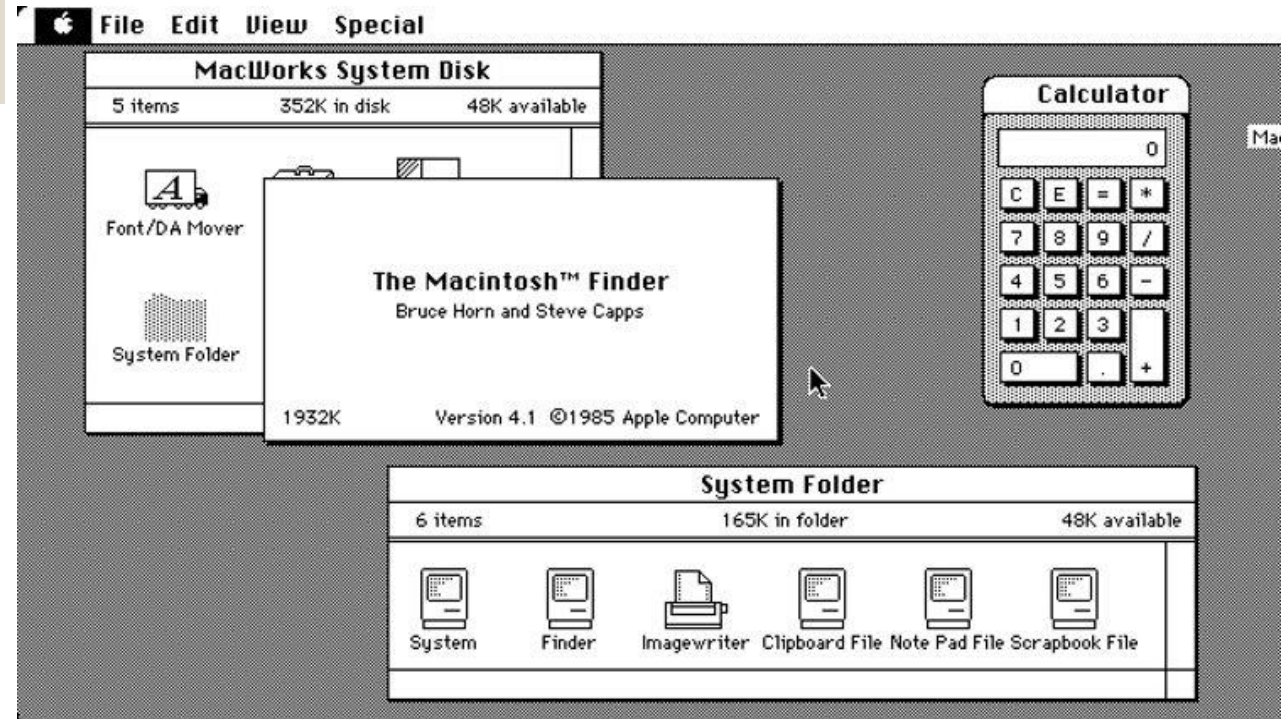 File Edit View Special
MacWorks System Disk
5 items 352K in disk 48K available
Font/DA Mover
System Folder
The Macintosh™ Finder
Bruce Horn and Steve Capps
1932K Version 4.1 ©1985 Apple Computer
Calculator
0
C E = *
7 8 9 /
4 5 6 -
1 2 3
0 . +
Mac
System Folder
6 items 165K in folder 48K available
System Finder Imagewriter Clipboard File Note Pad File Scrapbook File